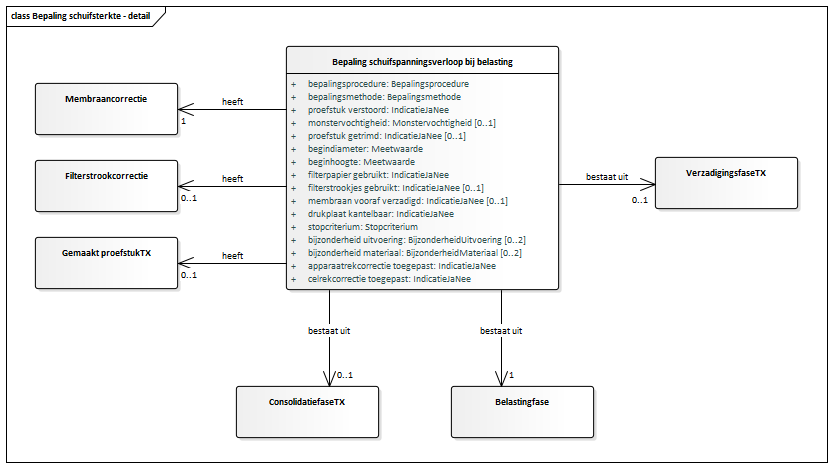 class Bepaling schuifsterkte - detail
Bepaling schuifspanningsverloop bij belasting
+ bepalingsprocedure: Bepalingsprocedure
+ bepalingsmethode: Bepalingsmethode
+ proefstuk verstoord: IndicatieJaNee
+ monstervochtigheid: Monstervochtigheid [0..1]
+ proefstuk getrimd: IndicatieJaNee [0..1]
+ begindiameter: Meetwaarde
+ beginhoogte: Meetwaarde
+ filterpapier gebruikt: IndicatieJaNee
+ filterstrookjes gebruikt: IndicatieJaNee [0..1]
+ membraan vooraf verzadigd: IndicatieJaNee [0..1]
+ drukplaat kantelbaar: IndicatieJaNee
+ stopcriterium: Stopcriterium
+ bijzonderheid uitvoering: BijzonderheidUitvoering [0..2]
+ bijzonderheid materiaal: BijzonderheidMateriaal [0..2]
+ apparaatrekcorrectie toegepast: IndicatieJaNee
+ celrekcorrectie toegepast: IndicatieJaNee
Membraancorrectie
heeft
1
Filterstrookcorrectie
heeft
0..1
Gemaakt proefstukTX
heeft
0..1
bestaat uit
0..1
VerzadigingsfaseTX
bestaat uit
0..1
ConsolidatiefaseTX
bestaat uit
1
Belastingfase